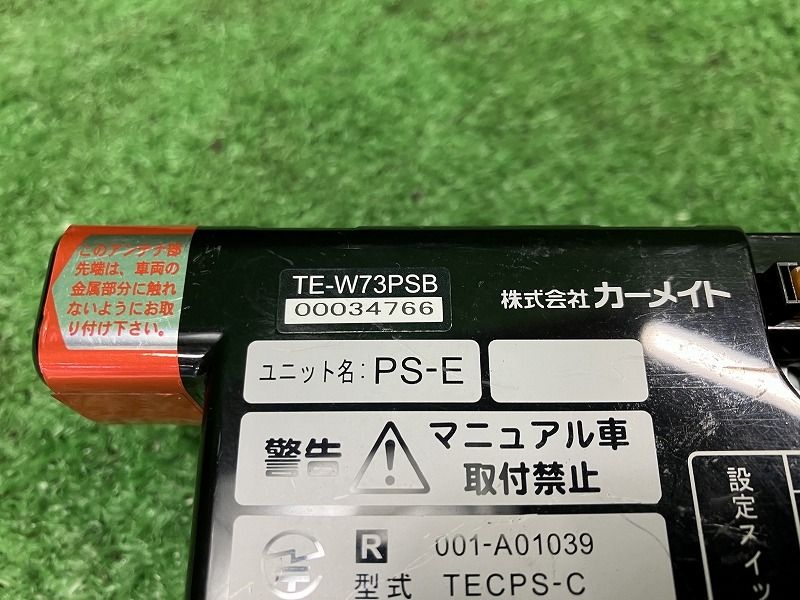 このアンテナ部
先端は、車両の
金属部分に触れ
ないようにお取
り付け下さい。
TE-W73PSB
00034766
株式会社 カーメイト
ユニット名: PS-E
警告 マニュアル車
取付禁止
R 001-A01039
型式 TECPS-C
設定スイッ